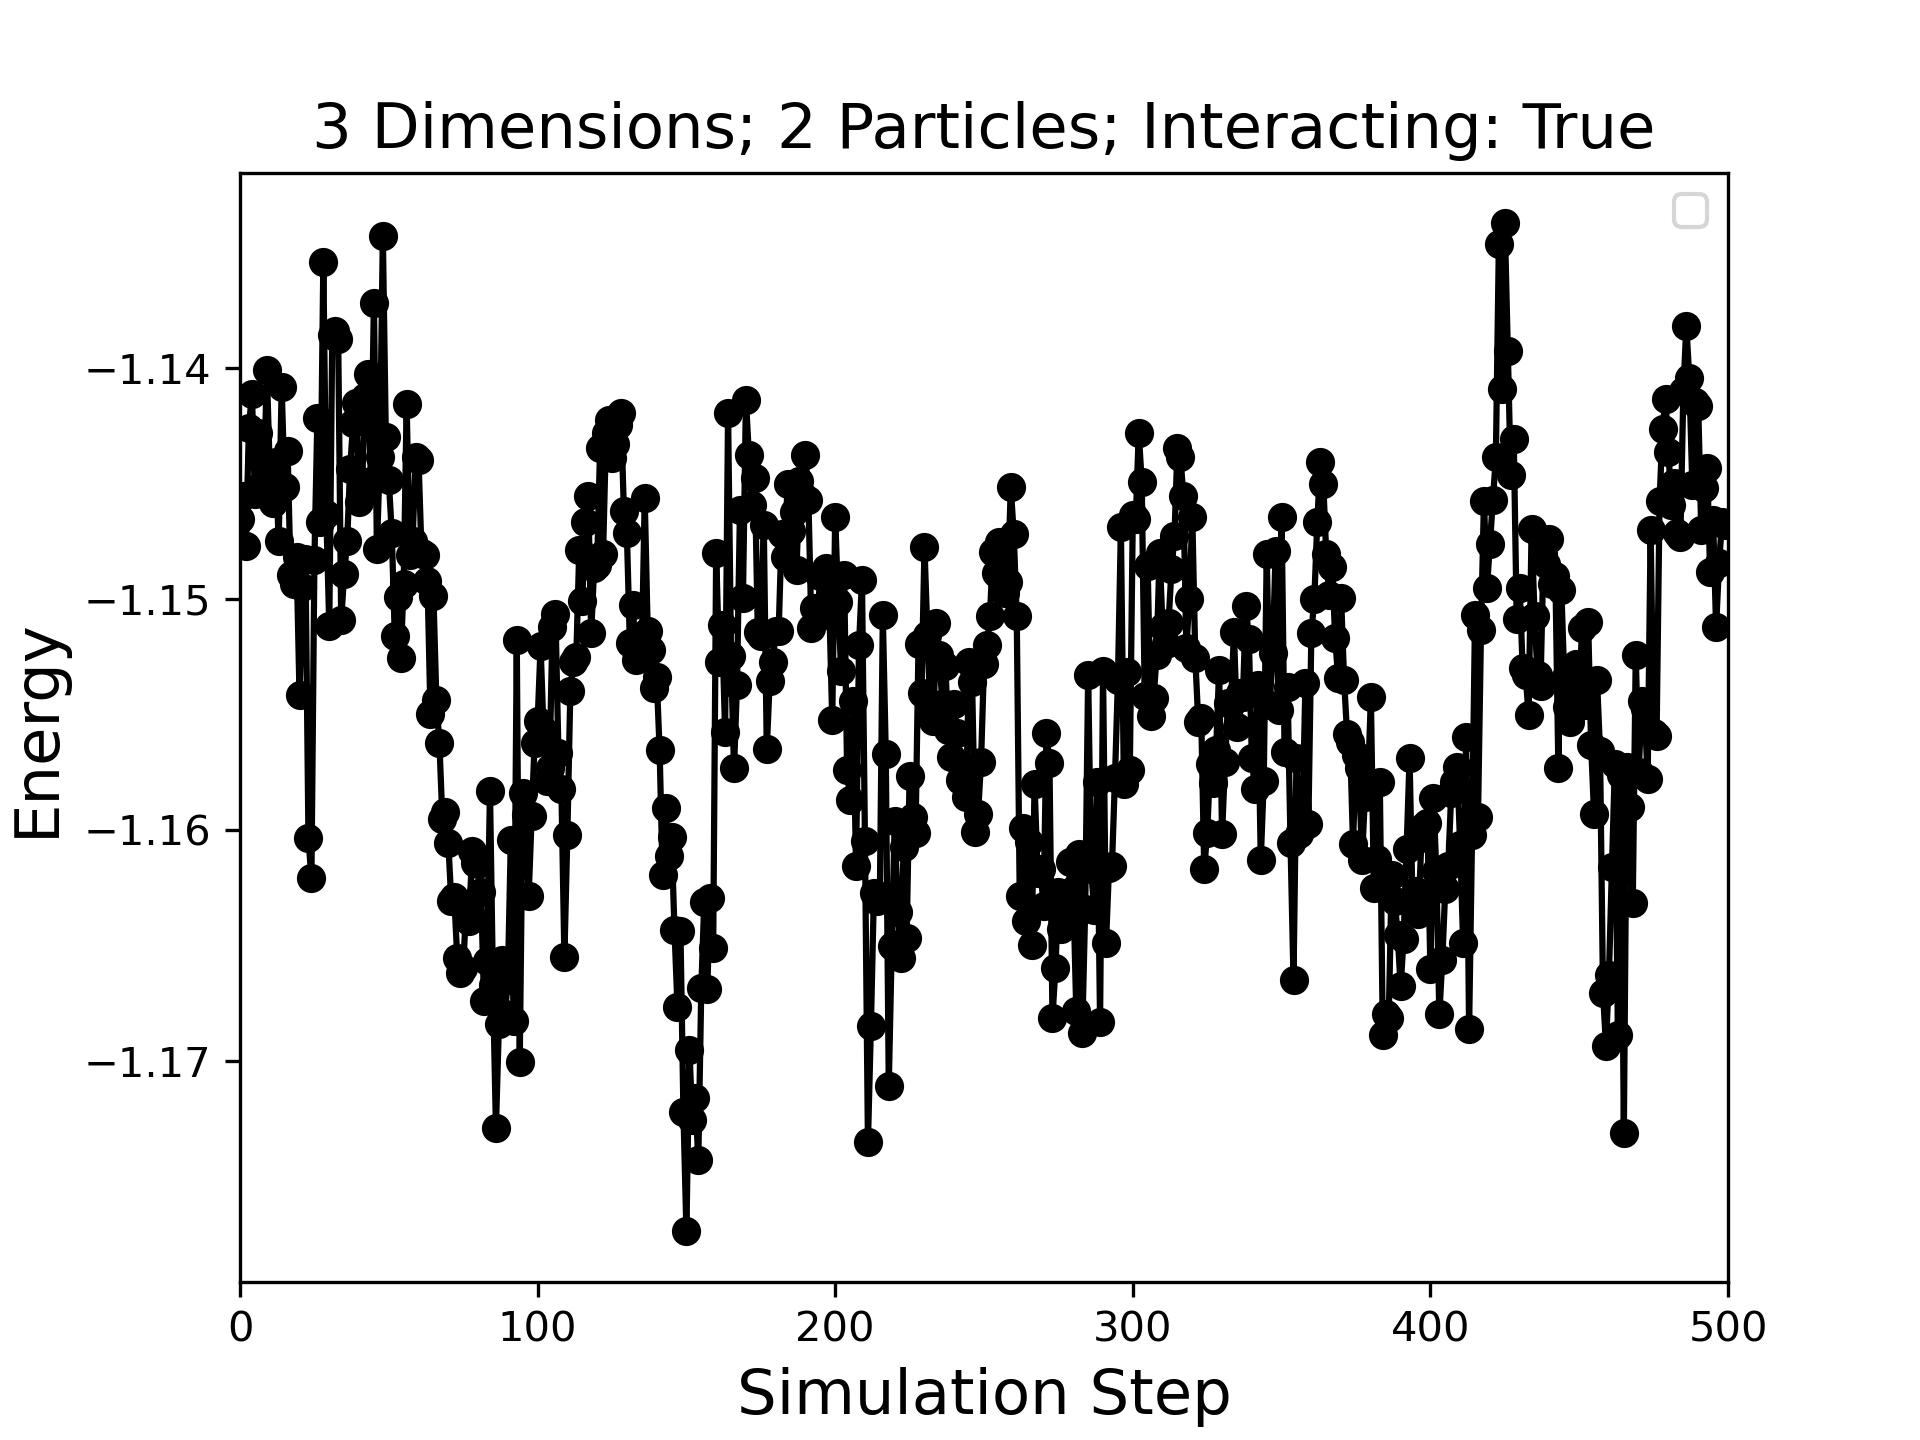 3 Dimensions; 2 Particles; Interacting: True
Energy
−1.14
−1.15
−1.16
−1.17
0 100 200 300 400 500
Simulation Step